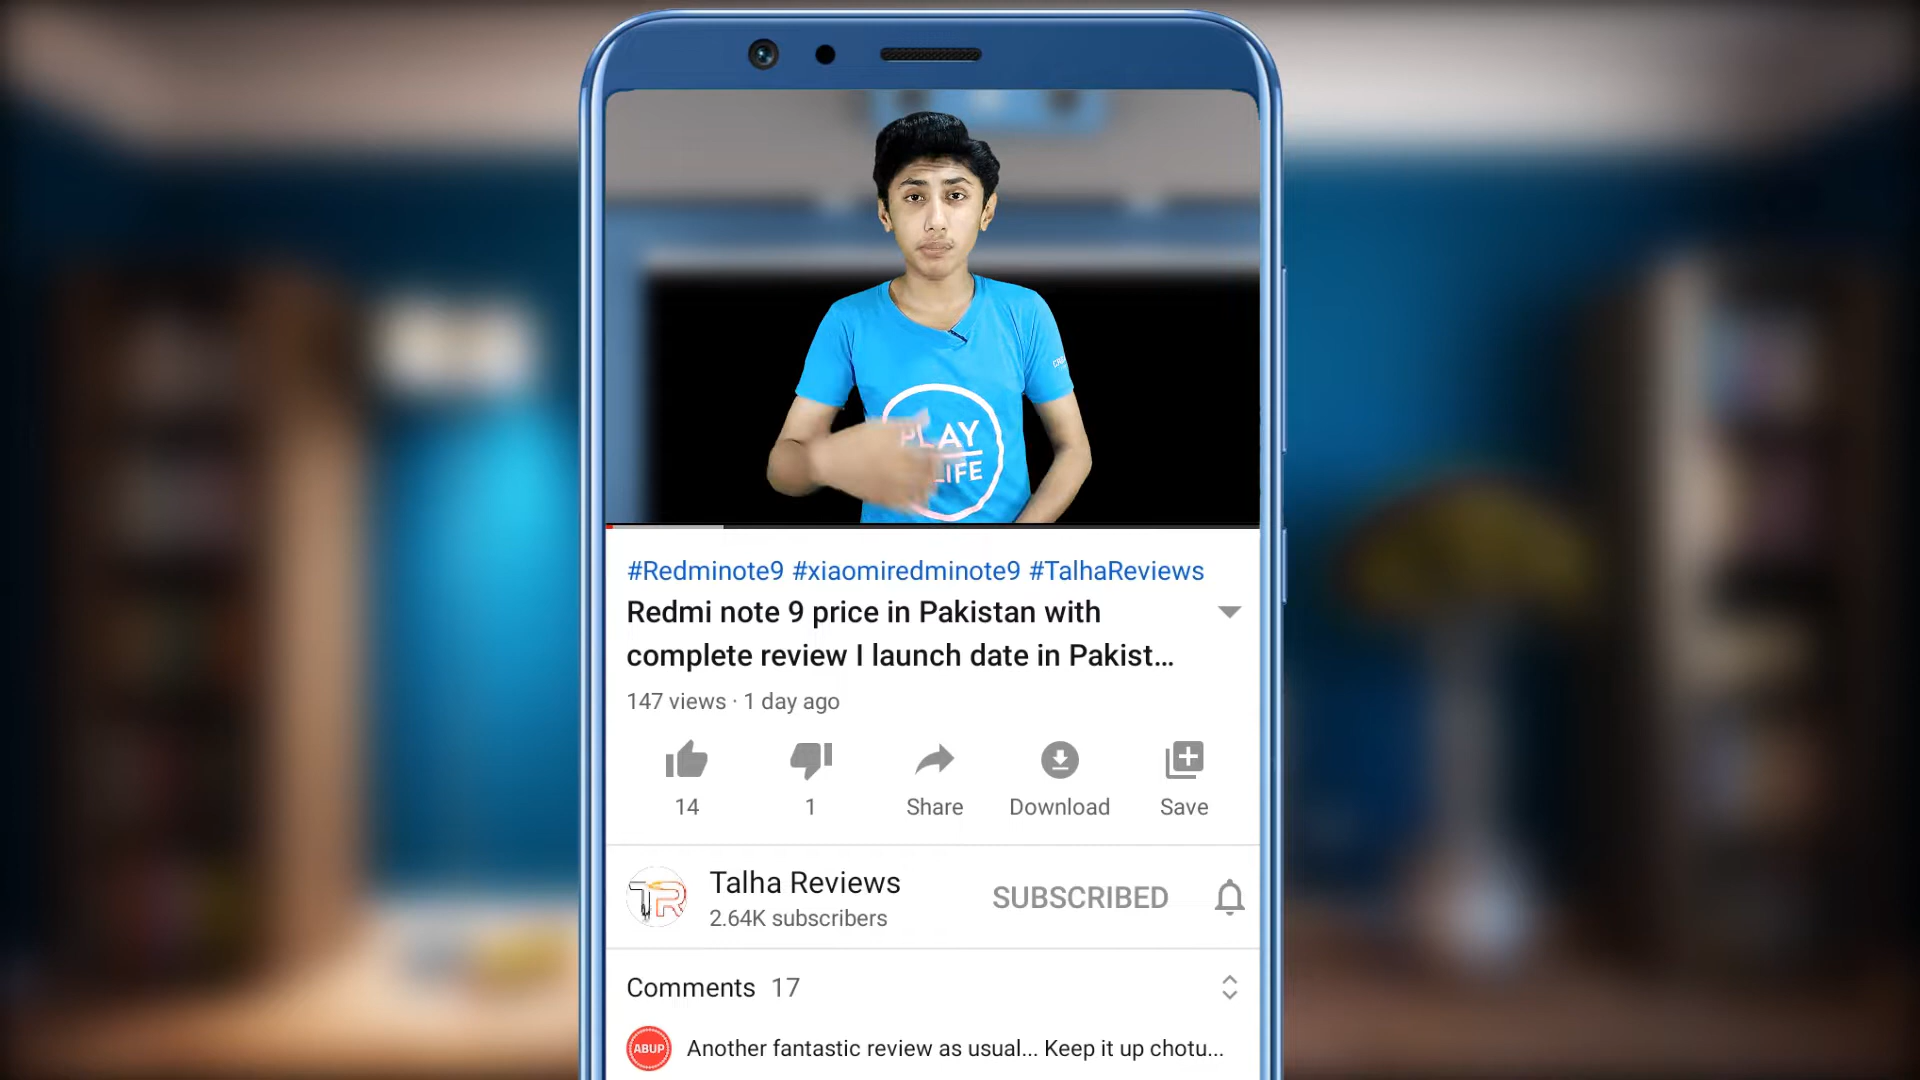 PLAY
LIFE
#Redminote9 #xiaomiredminote9 #TalhaReviews
Redmi note 9 price in Pakistan with
complete review I launch date in Pakist...
147 views · 1 day ago
14
1
Share
Download
Save
TR
Talha Reviews
2.64K subscribers
SUBSCRIBED
Comments 17
ABUP
Another fantastic review as usual... Keep it up chotu...